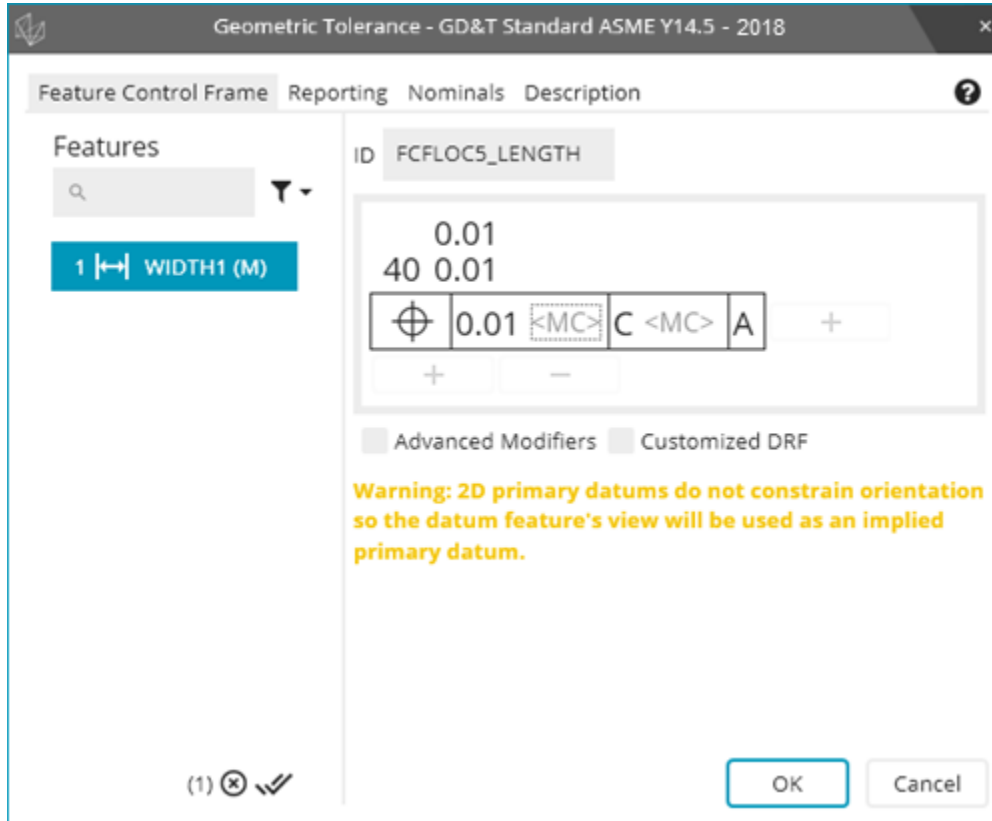 Geometric Tolerance - GD&T Standard ASME Y14.5 - 2018
Feature Control Frame Reporting Nominals Description
Features
1 WIDTH1 (M)
(1)
ID FCFLOC5_LENGTH
0.01
40 0.01
0.01 <MC> C <MC> A +
+ −
Advanced Modifiers Customized DRF
Warning: 2D primary datums do not constrain orientation
so the datum feature's view will be used as an implied
primary datum.
OK Cancel